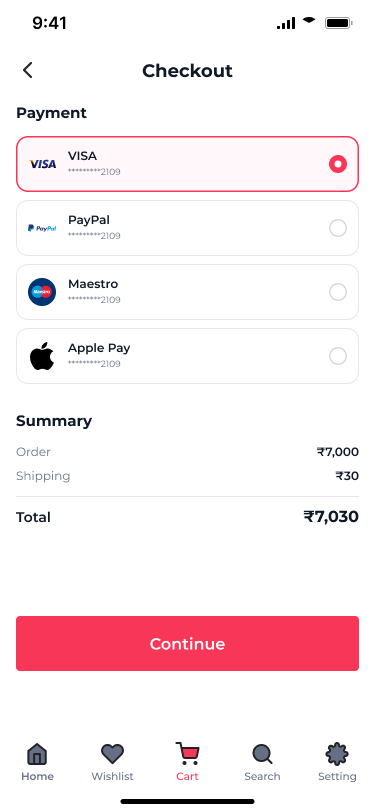 9:41
Checkout
Payment
VISA
VISA
*********2109
PayPal
PayPal
*********2109
Maestro
Maestro
*********2109
Apple Pay
*********2109
Summary
Order ₹7,000
Shipping ₹30
Total ₹7,030
Continue
Home Wishlist Cart Search Setting